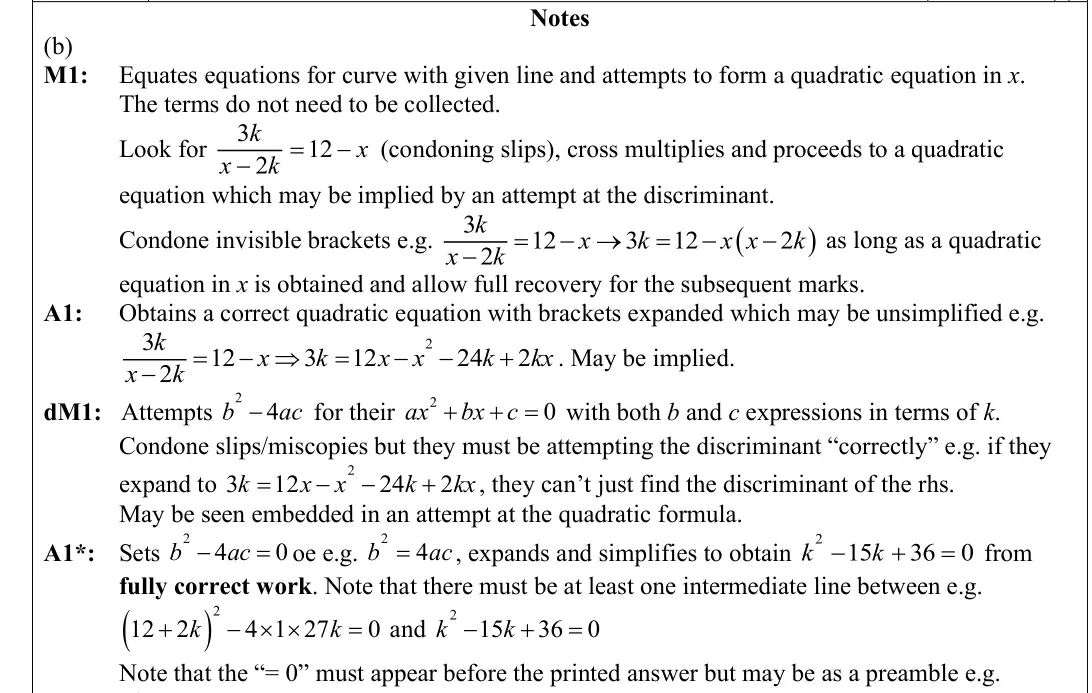 Notes
(b)
M1: Equates equations for curve with given line and attempts to form a quadratic equation in x.
The terms do not need to be collected.
Look for 3k/(x − 2k) = 12 − x (condoning slips), cross multiplies and proceeds to a quadratic
equation which may be implied by an attempt at the discriminant.
Condone invisible brackets e.g. 3k/(x − 2k) = 12 − x → 3k = 12 − x(x − 2k) as long as a quadratic
equation in x is obtained and allow full recovery for the subsequent marks.
A1: Obtains a correct quadratic equation with brackets expanded which may be unsimplified e.g.
3k/(x − 2k) = 12 − x ⇒ 3k = 12x − x² − 24k + 2kx. May be implied.
dM1: Attempts b² − 4ac for their ax² + bx + c = 0 with both b and c expressions in terms of k.
Condone slips/miscopies but they must be attempting the discriminant “correctly” e.g. if they
expand to 3k = 12x − x² − 24k + 2kx, they can’t just find the discriminant of the rhs.
May be seen embedded in an attempt at the quadratic formula.
A1*: Sets b² − 4ac = 0 oe e.g. b² = 4ac, expands and simplifies to obtain k² − 15k + 36 = 0 from
fully correct work. Note that there must be at least one intermediate line between e.g.
(12 + 2k)² − 4×1×27k = 0 and k² − 15k + 36 = 0
Note that the “= 0” must appear before the printed answer but may be as a preamble e.g.